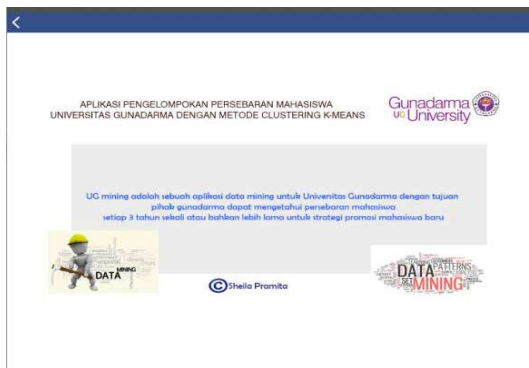 APLIKASI PENGELOMPOKAN PERSEBARAN MAHASISWA
UNIVERSITAS GUNADARMA DENGAN METODE CLUSTERING K-MEANS
Gunadarma
UG University
UG mining adalah sebuah aplikasi data mining untuk Universitas Gunadarma dengan tujuan
pihak gunadarma dapat mengetahui persebaran mahasiswa
setiap 3 tahun sekali atau bahkan lebih lama untuk strategi promosi mahasiswa baru
DATA MINING
DATA PATTERNS
SET MINING
© Sheila Pramita